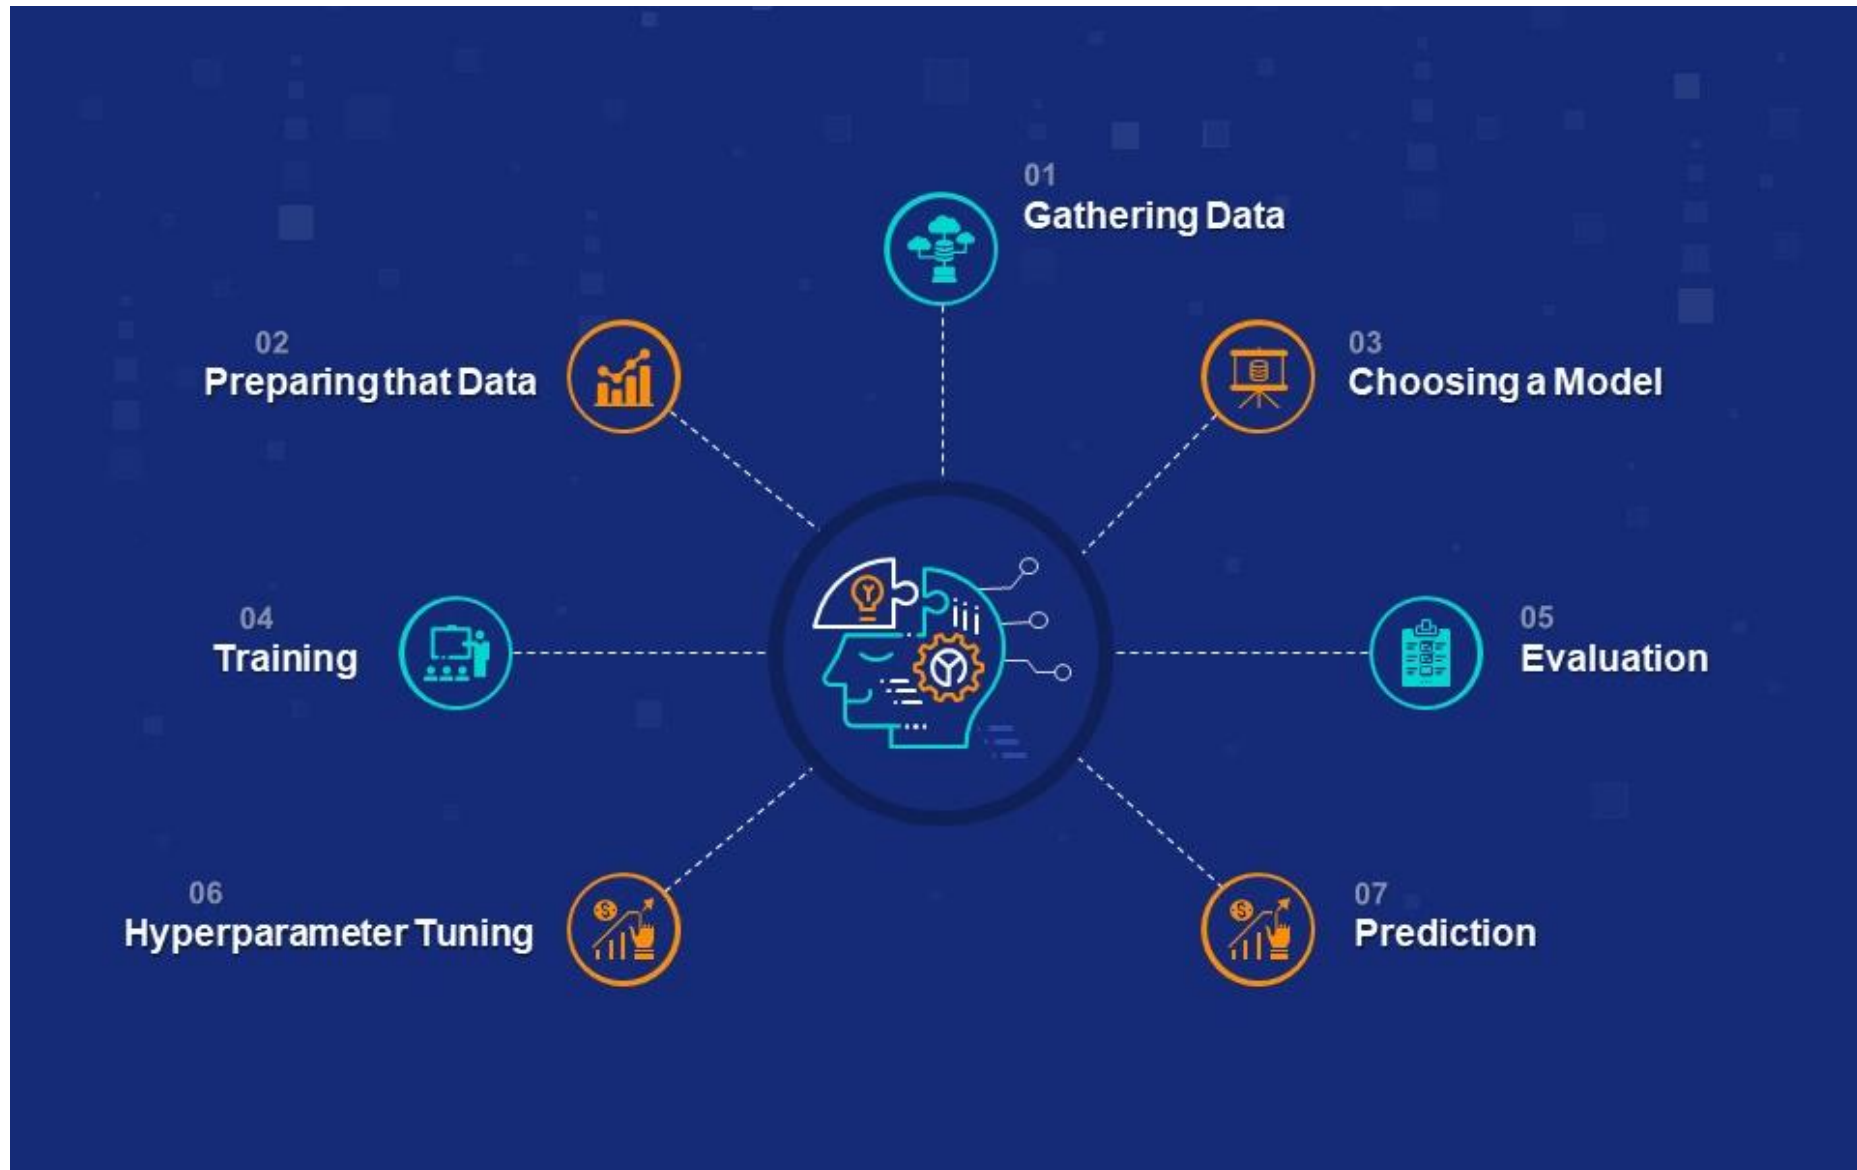 01
Gathering Data
02
Preparing that Data
03
Choosing a Model
04
Training
05
Evaluation
06
Hyperparameter Tuning
07
Prediction